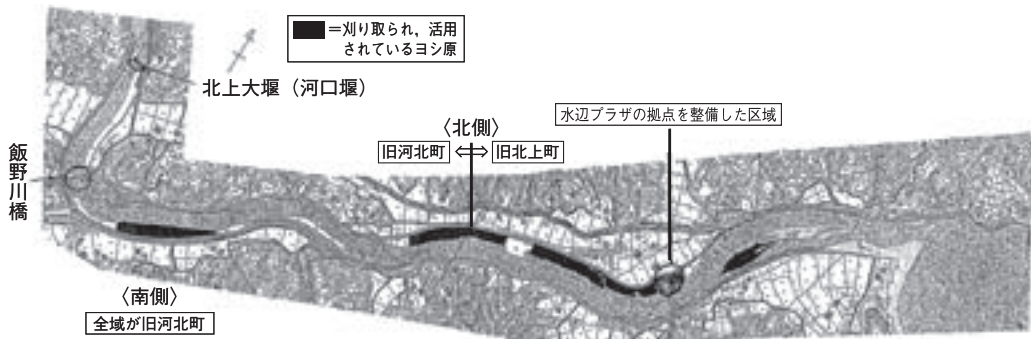 =刈り取られ,活用
されているヨシ原
北上大堰(河口堰)
水辺プラザの拠点を整備した区域
〈北側〉
旧河北町 ⇔ 旧北上町
飯野川橋
〈南側〉
全域が旧河北町